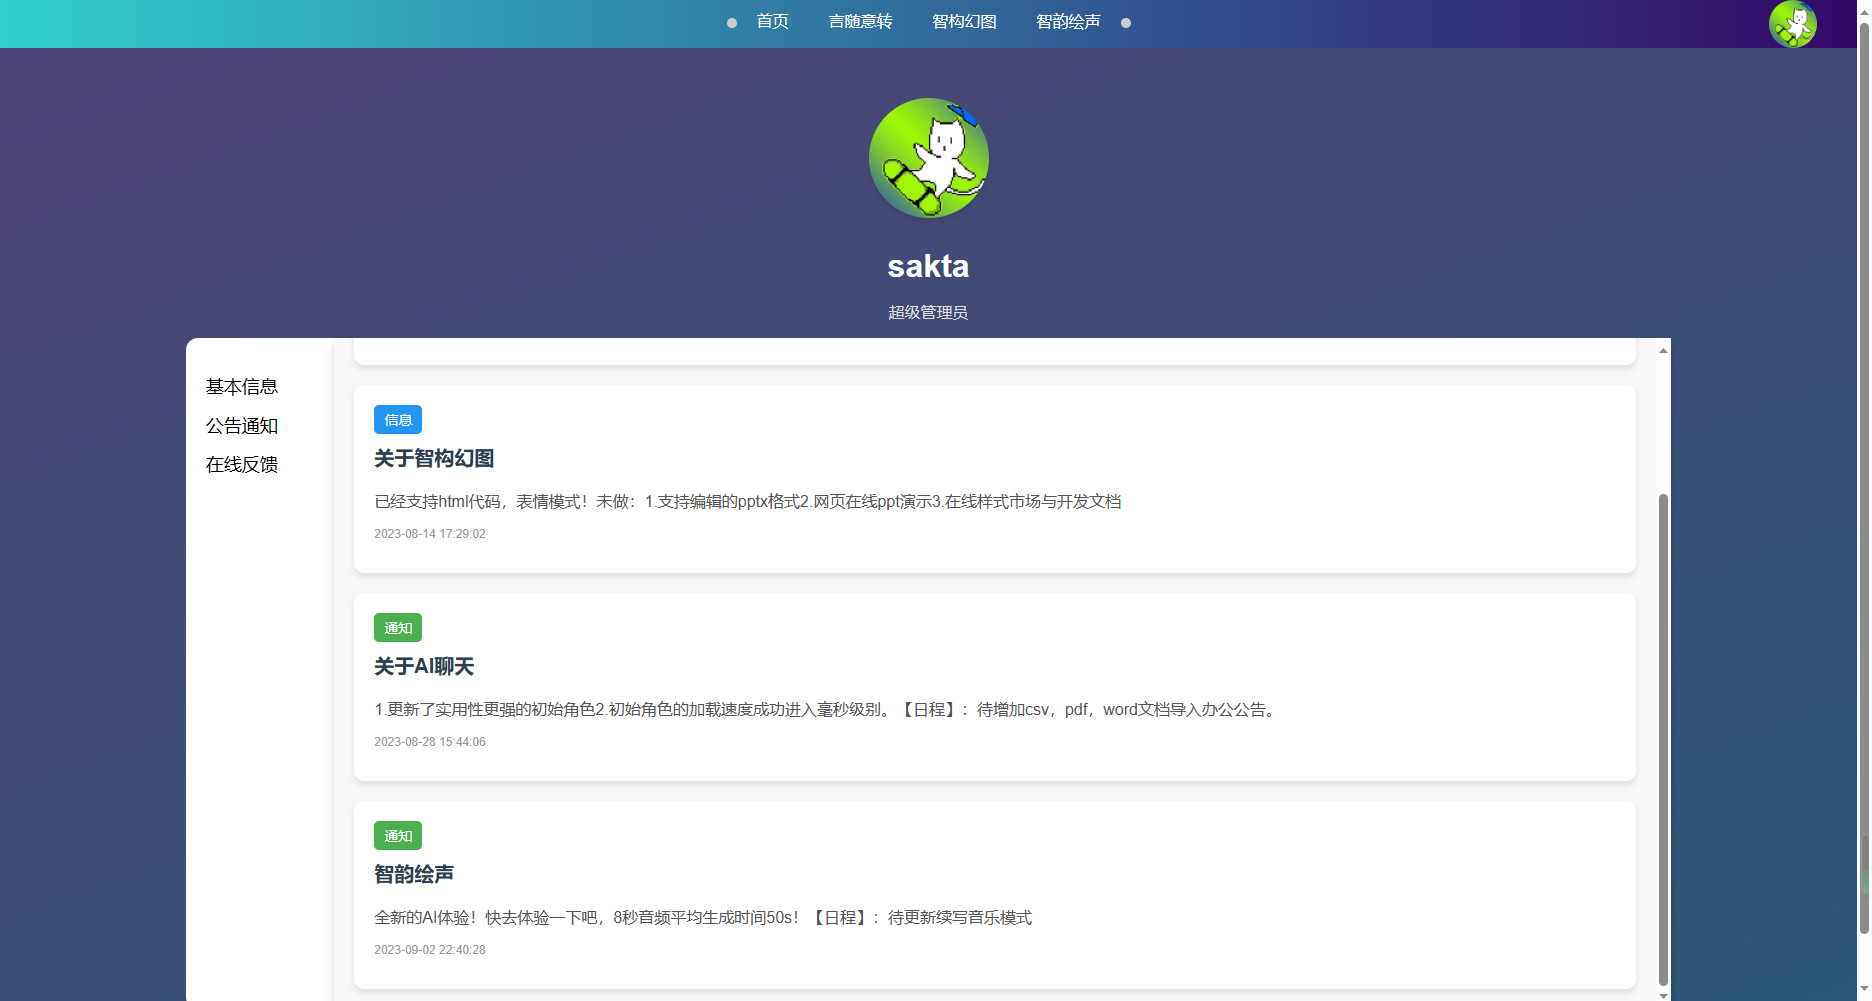 首页 言随意转 智构幻图 智韵绘声
sakta
超级管理员
基本信息
公告通知
在线反馈
信息
关于智构幻图
已经支持html代码，表情模式！未做：1.支持编辑的pptx格式2.网页在线ppt演示3.在线样式市场与开发文档
2023-08-14 17:29:02
通知
关于AI聊天
1.更新了实用性更强的初始角色2.初始角色的加载速度成功进入毫秒级别。【日程】：待增加csv，pdf，word文档导入办公公告。
2023-08-28 15:44:06
通知
智韵绘声
全新的AI体验！快去体验一下吧，8秒音频平均生成时间50s！【日程】：待更新续写音乐模式
2023-09-02 22:40:28